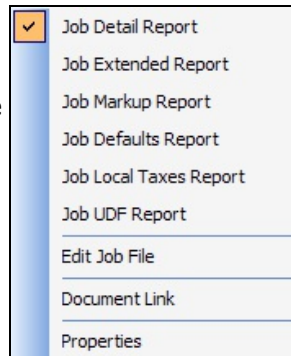 Job Detail Report
Job Extended Report
Job Markup Report
Job Defaults Report
Job Local Taxes Report
Job UDF Report
Edit Job File
Document Link
Properties